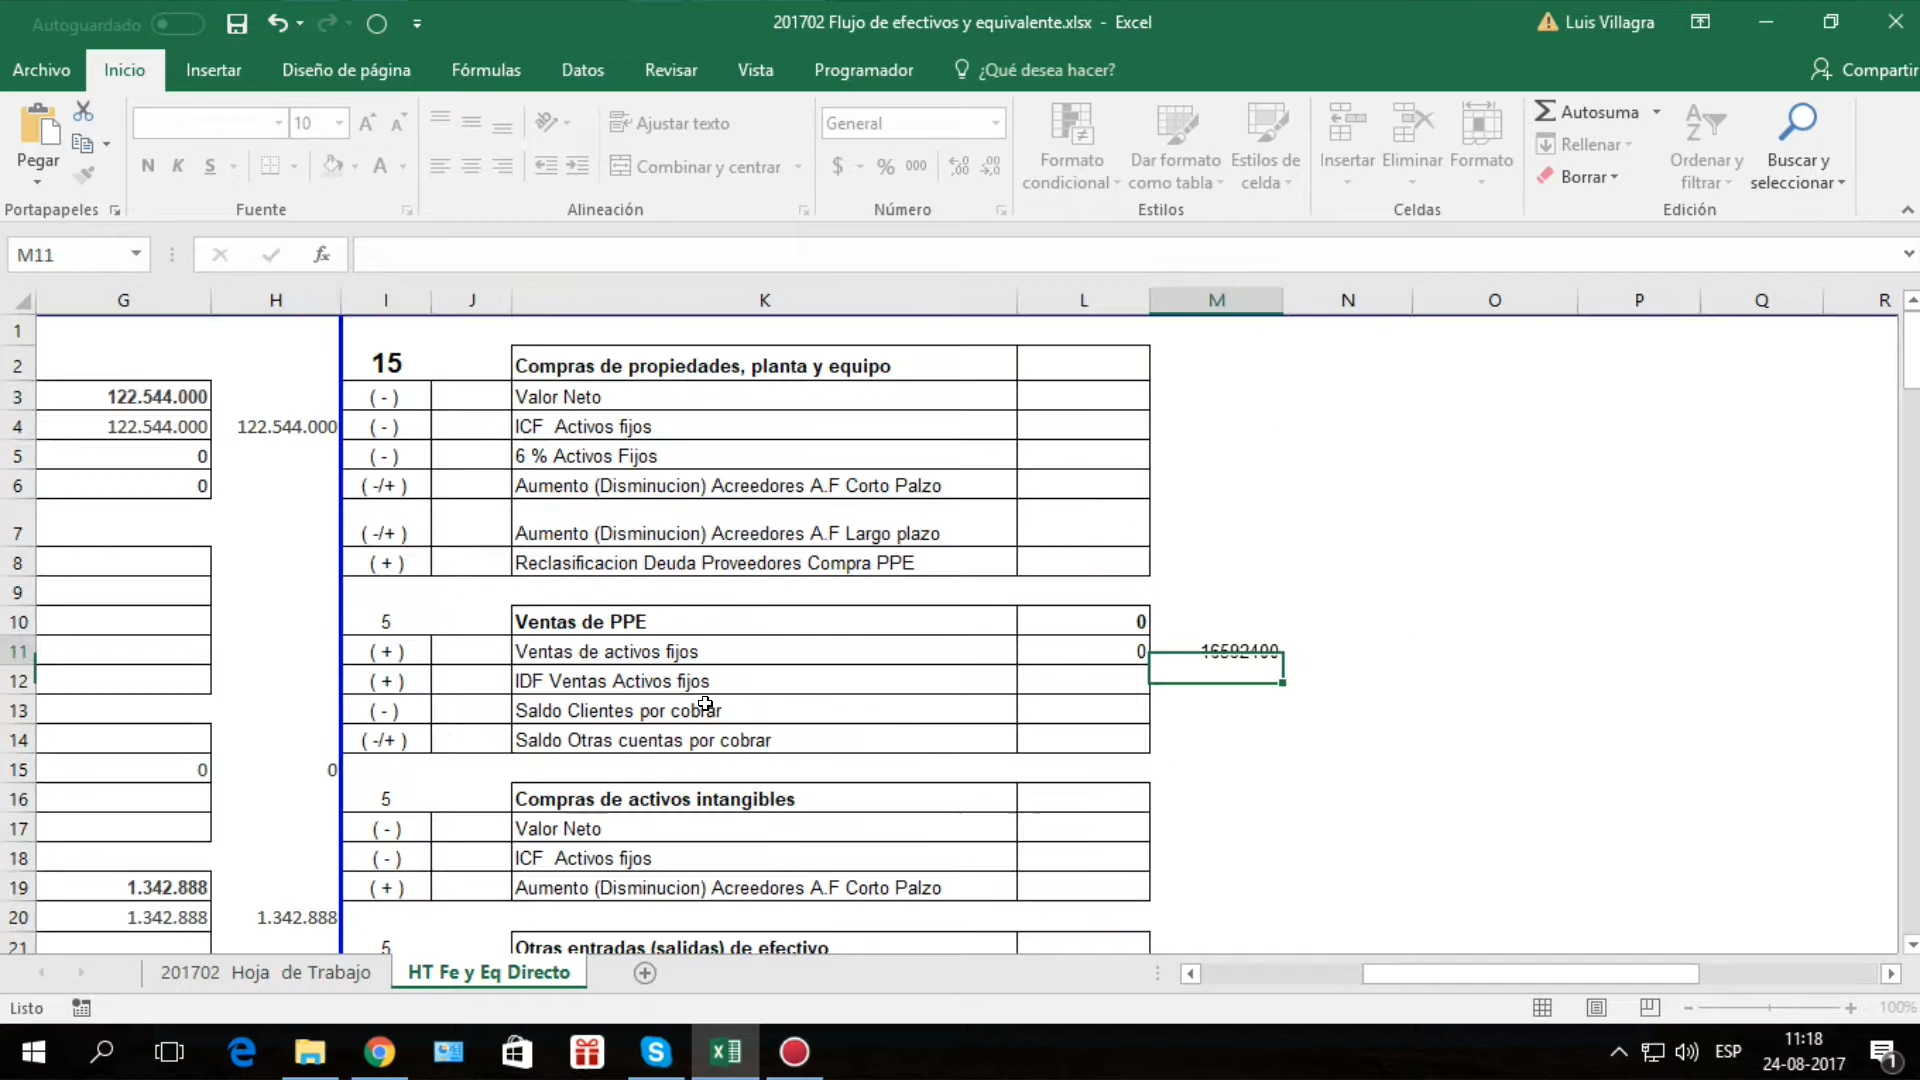 Autoguardado
201702 Flujo de efectivos y equivalente.xlsx - Excel
Luis Villagra
Archivo Inicio Insertar Diseño de página Fórmulas Datos Revisar Vista Programador ¿Qué desea hacer? Compartir
Pegar
Portapapeles
10
N K S
Fuente
Ajustar texto
Combinar y centrar
Alineación
General
$ % 000
Número
Formato condicional
Dar formato como tabla
Estilos de celda
Estilos
Insertar
Eliminar
Formato
Celdas
Autosuma
Rellenar
Borrar
Ordenar y filtrar
Buscar y seleccionar
Edición
M11
fx
G H I J K L M N O P Q R
1
2 15 Compras de propiedades, planta y equipo
3 122.544.000 ( - ) Valor Neto
4 122.544.000 122.544.000 ( - ) ICF Activos fijos
5 0 ( - ) 6 % Activos Fijos
6 0 ( -/+ ) Aumento (Disminucion) Acreedores A.F Corto Palzo
7 ( -/+ ) Aumento (Disminucion) Acreedores A.F Largo plazo
8 ( + ) Reclasificacion Deuda Proveedores Compra PPE
9
10 5 Ventas de PPE 0
11 ( + ) Ventas de activos fijos 0 16592400
12 ( + ) IDF Ventas Activos fijos
13 ( - ) Saldo Clientes por cobrar
14 ( -/+ ) Saldo Otras cuentas por cobrar
15 0 0
16 5 Compras de activos intangibles
17 ( - ) Valor Neto
18 ( - ) ICF Activos fijos
19 1.342.888 ( + ) Aumento (Disminucion) Acreedores A.F Corto Palzo
20 1.342.888 1.342.888
21 5 Otras entradas (salidas) de efectivo
201702 Hoja de Trabajo HT Fe y Eq Directo
Listo
100%
ESP
11:18
24-08-2017
1